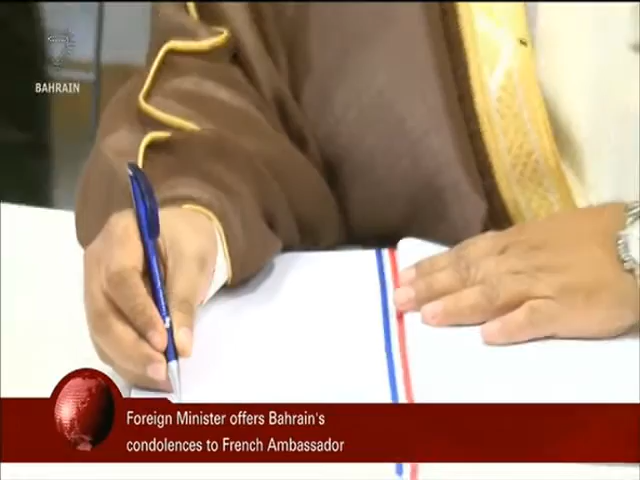 BAHRAIN
Foreign Minister offers Bahrain's
condolences to French Ambassador